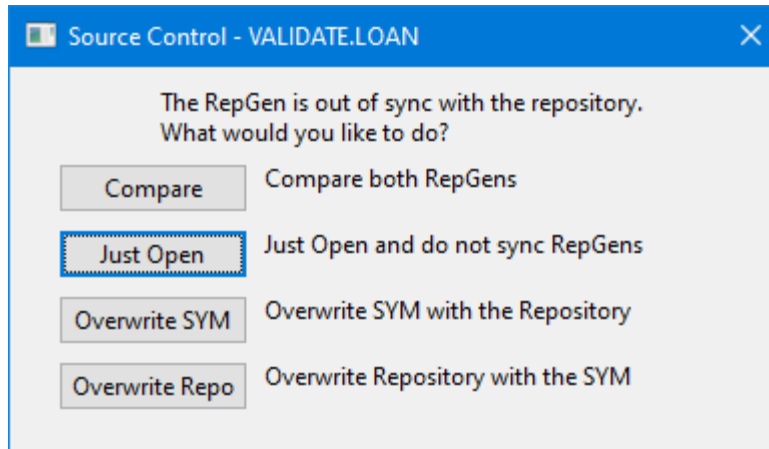 Source Control - VALIDATE.LOAN
The RepGen is out of sync with the repository.
What would you like to do?
Compare Compare both RepGens
Just Open Just Open and do not sync RepGens
Overwrite SYM Overwrite SYM with the Repository
Overwrite Repo Overwrite Repository with the SYM